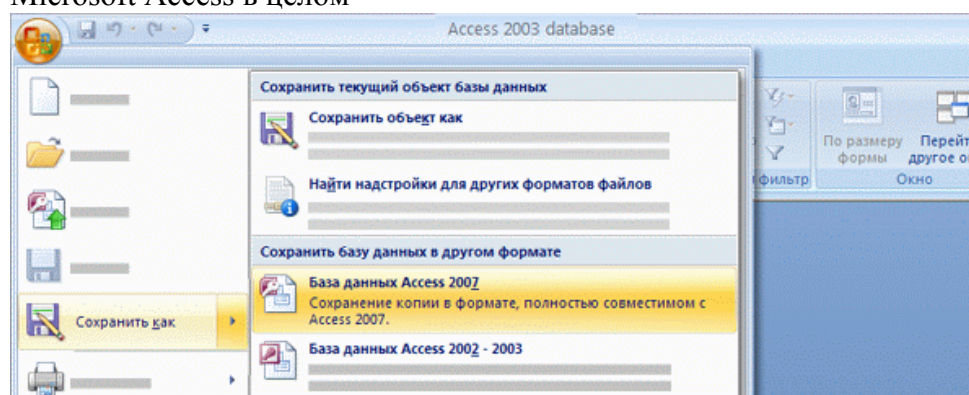 Microsoft Access в целом
Access 2003 database
Сохранить текущий объект базы данных
Сохранить объект как
Найти надстройки для других форматов файлов
Сохранить базу данных в другом формате
База данных Access 2007
Сохранение копии в формате, полностью совместимом с
Access 2007.
База данных Access 2002 - 2003
Сохранить как
По размеру
формы
Перейт
другое о
фильтр
Окно